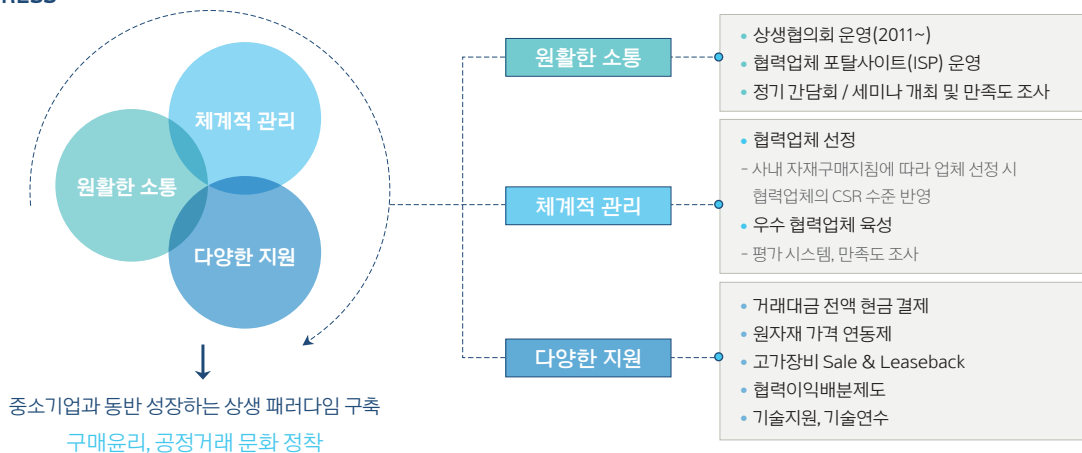 체계적 관리
원활한 소통
다양한 지원
중소기업과 동반 성장하는 상생 패러다임 구축
구매윤리, 공정거래 문화 정착
원활한 소통
• 상생협의회 운영(2011~)
• 협력업체 포탈사이트(ISP) 운영
• 정기 간담회 / 세미나 개최 및 만족도 조사
체계적 관리
• 협력업체 선정
- 사내 자재구매지침에 따라 업체 선정 시
협력업체의 CSR 수준 반영
• 우수 협력업체 육성
- 평가 시스템, 만족도 조사
다양한 지원
• 거래대금 전액 현금 결제
• 원자재 가격 연동제
• 고가장비 Sale & Leaseback
• 협력이익배분제도
• 기술지원, 기술연수